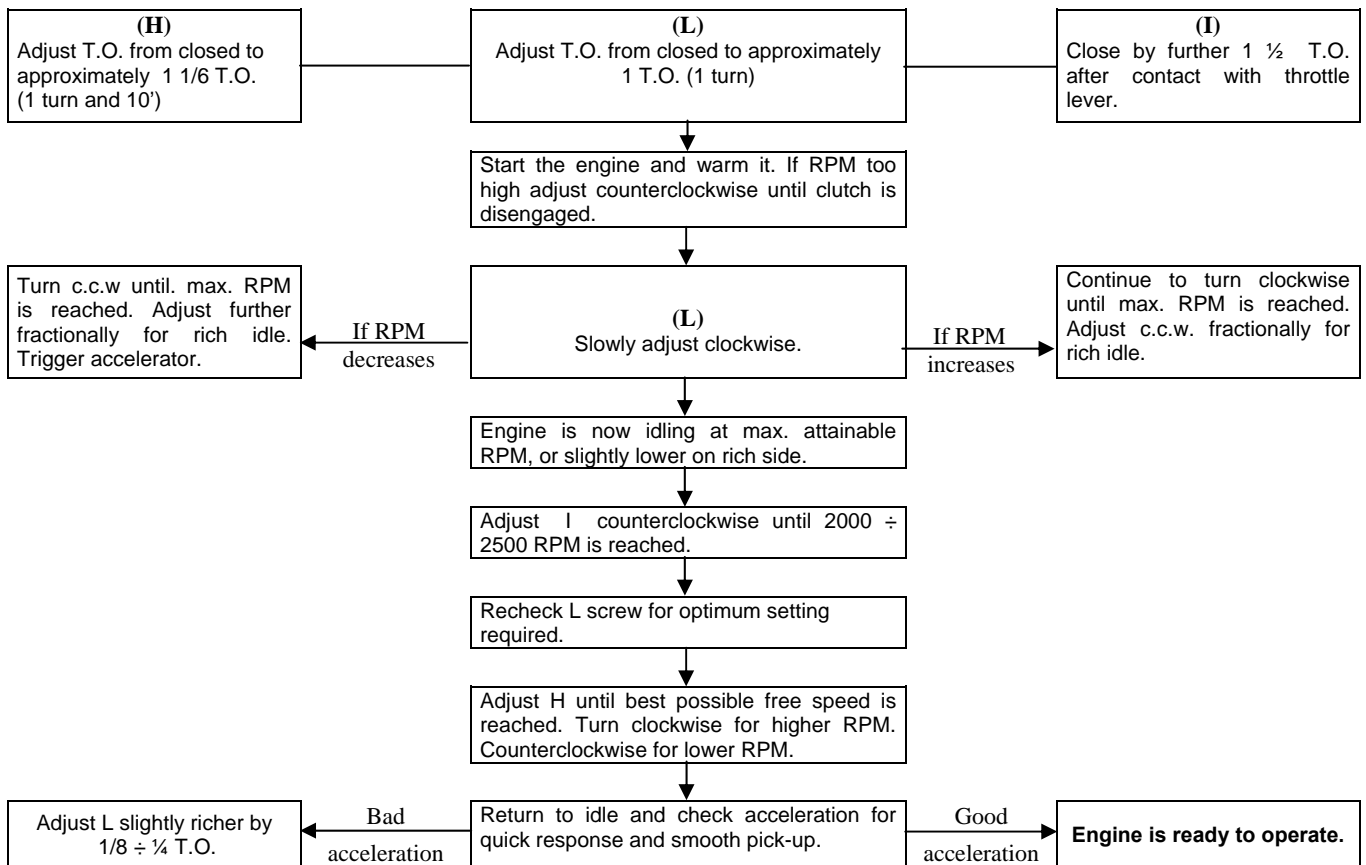 (H)
Adjust T.O. from closed to
approximately 1 1/6 T.O.
(1 turn and 10')
(L)
Adjust T.O. from closed to approximately
1 T.O. (1 turn)
(I)
Close by further 1 ½ T.O.
after contact with throttle
lever.
Start the engine and warm it. If RPM too
high adjust counterclockwise until clutch is
disengaged.
Turn c.c.w until. max. RPM
is reached. Adjust further
fractionally for rich idle.
Trigger accelerator.
If RPM
decreases
(L)
Slowly adjust clockwise.
If RPM
increases
Continue to turn clockwise
until max. RPM is reached.
Adjust c.c.w. fractionally for
rich idle.
Engine is now idling at max. attainable
RPM, or slightly lower on rich side.
Adjust I counterclockwise until 2000 ÷
2500 RPM is reached.
Recheck L screw for optimum setting
required.
Adjust H until best possible free speed is
reached. Turn clockwise for higher RPM.
Counterclockwise for lower RPM.
Adjust L slightly richer by
1/8 ÷ ¼ T.O.
Bad
acceleration
Return to idle and check acceleration for
quick response and smooth pick-up.
Good
acceleration
Engine is ready to operate.